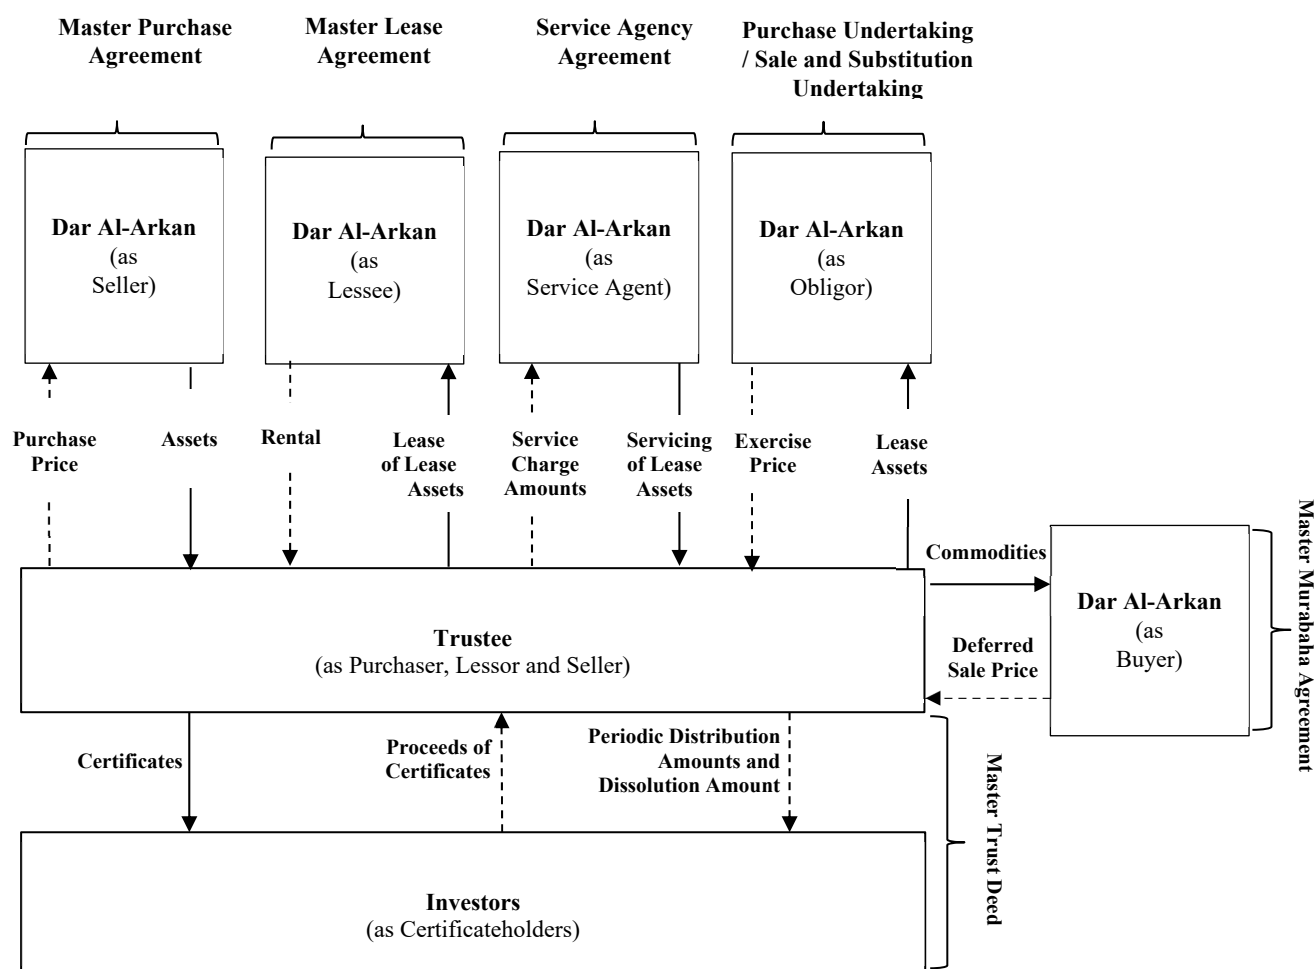 Master Purchase
Agreement
Master Lease
Agreement
Service Agency
Agreement
Purchase Undertaking
/ Sale and Substitution
Undertaking
Dar Al-Arkan
(as
Seller)
Dar Al-Arkan
(as
Lessee)
Dar Al-Arkan
(as
Service Agent)
Dar Al-Arkan
(as
Obligor)
Purchase
Price
Assets
Rental
Lease
of Lease
Assets
Service
Charge
Amounts
Servicing
of Lease
Assets
Exercise
Price
Lease
Assets
Commodities
Deferred
Sale Price
Dar Al-Arkan
(as
Buyer)
Master Murabaha Agreement
Trustee
(as Purchaser, Lessor and Seller)
Certificates
Proceeds of
Certificates
Periodic Distribution
Amounts and
Dissolution Amount
Master Trust Deed
Investors
(as Certificateholders)